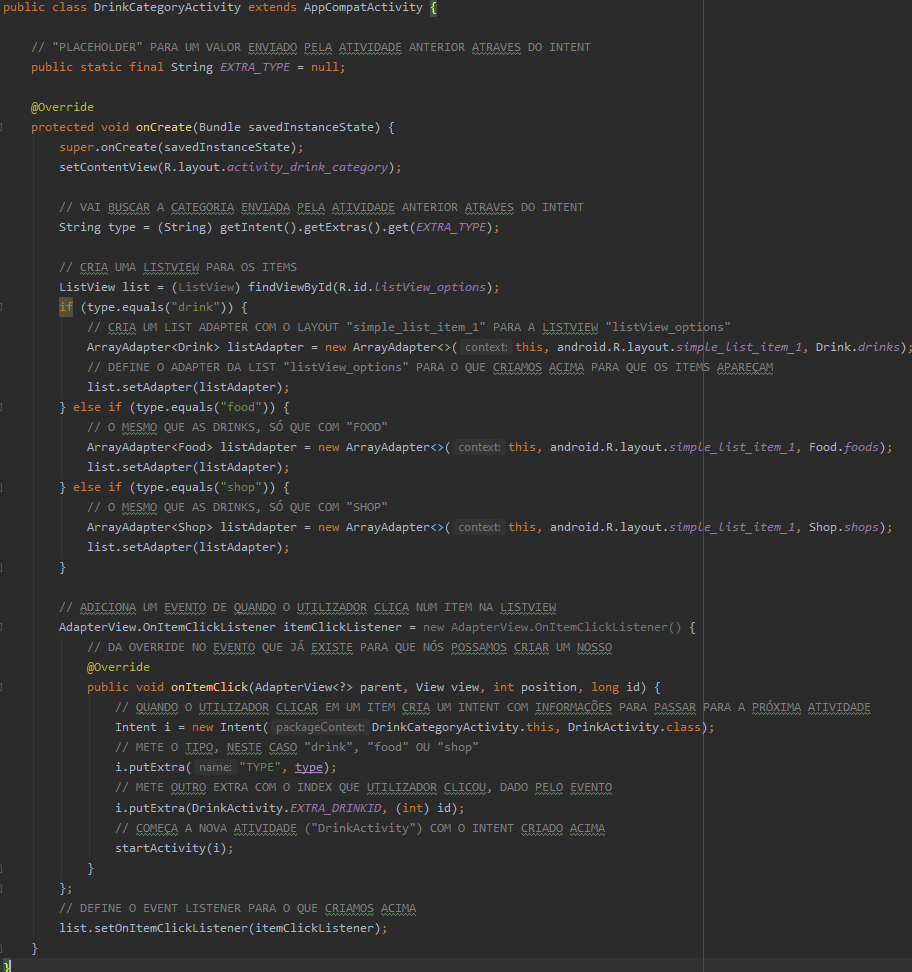 public class DrinkCategoryActivity extends AppCompatActivity {
// "PLACEHOLDER" PARA UM VALOR ENVIADO PELA ATIVIDADE ANTERIOR ATRAVES DO INTENT
public static final String EXTRA_TYPE = null;
@Override
protected void onCreate(Bundle savedInstanceState) {
super.onCreate(savedInstanceState);
setContentView(R.layout.activity_drink_category);
// VAI BUSCAR A CATEGORIA ENVIADA PELA ATIVIDADE ANTERIOR ATRAVES DO INTENT
String type = (String) getIntent().getExtras().get(EXTRA_TYPE);
// CRIA UMA LISTVIEW PARA OS ITEMS
ListView list = (ListView) findViewById(R.id.listView_options);
if (type.equals("drink")) {
// CRIA UM LIST ADAPTER COM O LAYOUT "simple_list_item_1" PARA A LISTVIEW "listView_options"
ArrayAdapter<Drink> listAdapter = new ArrayAdapter<>( context: this, android.R.layout.simple_list_item_1, Drink.drinks);
// DEFINE O ADAPTER DA LIST "listView_options" PARA O QUE CRIAMOS ACIMA PARA QUE OS ITEMS APAREÇAM
list.setAdapter(listAdapter);
} else if (type.equals("food")) {
// O MESMO QUE AS DRINKS, SÓ QUE COM "FOOD"
ArrayAdapter<Food> listAdapter = new ArrayAdapter<>( context: this, android.R.layout.simple_list_item_1, Food.foods);
list.setAdapter(listAdapter);
} else if (type.equals("shop")) {
// O MESMO QUE AS DRINKS, SÓ QUE COM "SHOP"
ArrayAdapter<Shop> listAdapter = new ArrayAdapter<>( context: this, android.R.layout.simple_list_item_1, Shop.shops);
list.setAdapter(listAdapter);
}
// ADICIONA UM EVENTO DE QUANDO O UTILIZADOR CLICA NUM ITEM NA LISTVIEW
AdapterView.OnItemClickListener itemClickListener = new AdapterView.OnItemClickListener() {
// DA OVERRIDE NO EVENTO QUE JÁ EXISTE PARA QUE NÓS POSSAMOS CRIAR UM NOSSO
@Override
public void onItemClick(AdapterView<?> parent, View view, int position, long id) {
// QUANDO O UTILIZADOR CLICAR EM UM ITEM CRIA UM INTENT COM INFORMAÇÕES PARA PASSAR PARA A PRÓXIMA ATIVIDADE
Intent i = new Intent( packageContext: DrinkCategoryActivity.this, DrinkActivity.class);
// METE O TIPO, NESTE CASO "drink", "food" OU "shop"
i.putExtra( name: "TYPE", type);
// METE OUTRO EXTRA COM O INDEX QUE UTILIZADOR CLICOU, DADO PELO EVENTO
i.putExtra(DrinkActivity.EXTRA_DRINKID, (int) id);
// COMEÇA A NOVA ATIVIDADE ("DrinkActivity") COM O INTENT CRIADO ACIMA
startActivity(i);
}
};
// DEFINE O EVENT LISTENER PARA O QUE CRIAMOS ACIMA
list.setOnItemClickListener(itemClickListener);
}
}